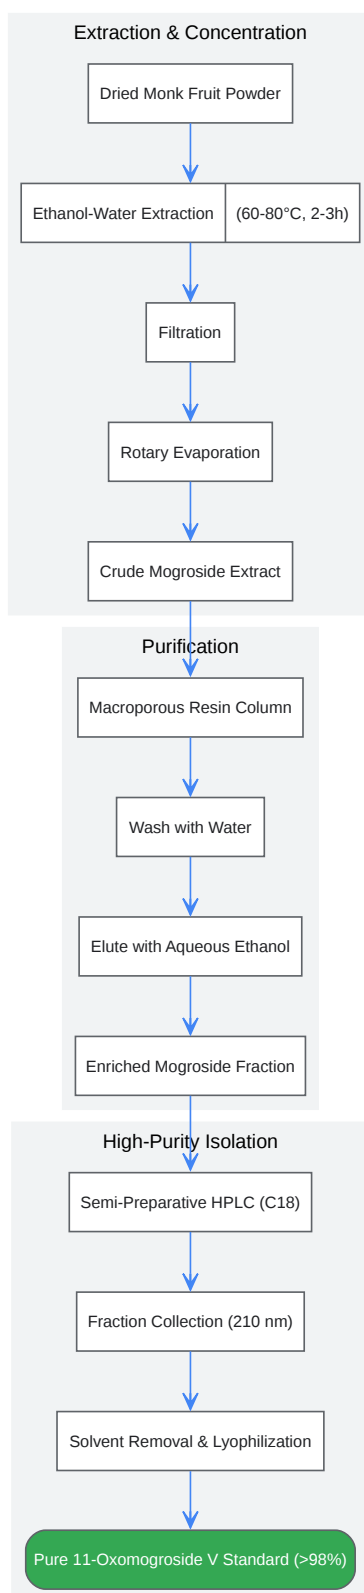 Extraction & Concentration
Dried Monk Fruit Powder
Ethanol-Water Extraction (60-80°C, 2-3h)
Filtration
Rotary Evaporation
Crude Mogroside Extract
Purification
Macroporous Resin Column
Wash with Water
Elute with Aqueous Ethanol
Enriched Mogroside Fraction
High-Purity Isolation
Semi-Preparative HPLC (C18)
Fraction Collection (210 nm)
Solvent Removal & Lyophilization
Pure 11-Oxomogroside V Standard (>98%)